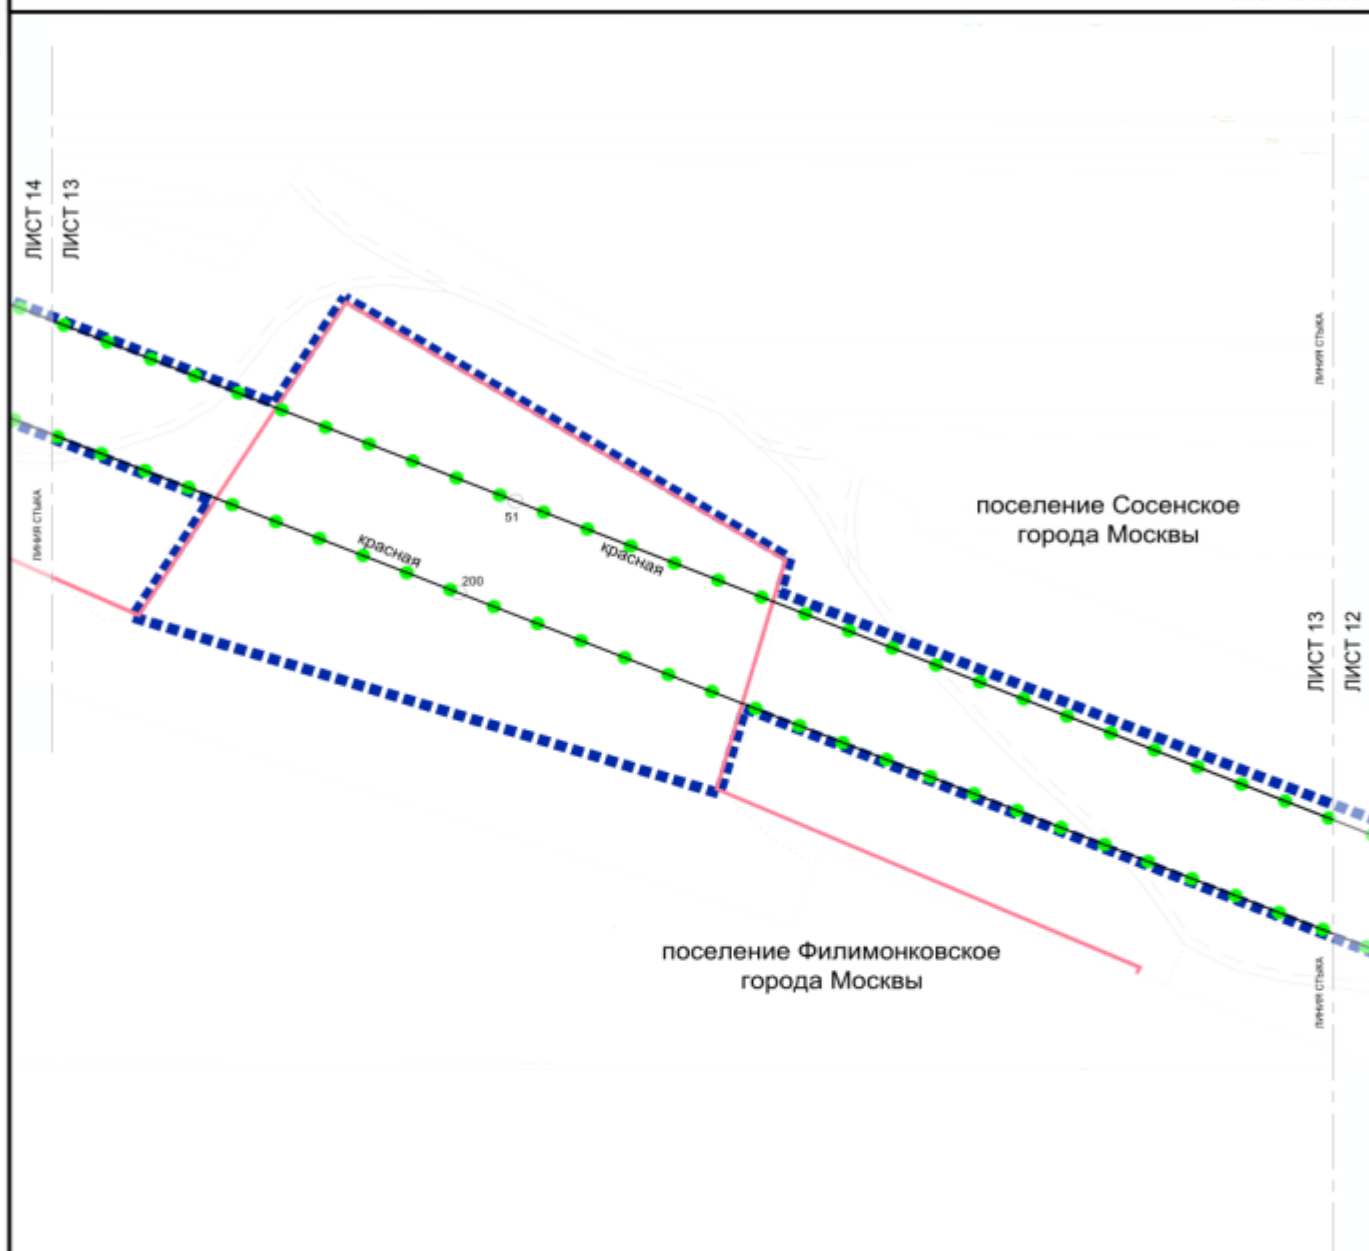 ЛИСТ 14
ЛИСТ 13
линия стыка
линия стыка
поселение Сосенское
города Москвы
51
красная
красная
200
ЛИСТ 13
ЛИСТ 12
поселение Филимонковское
города Москвы
линия стыка